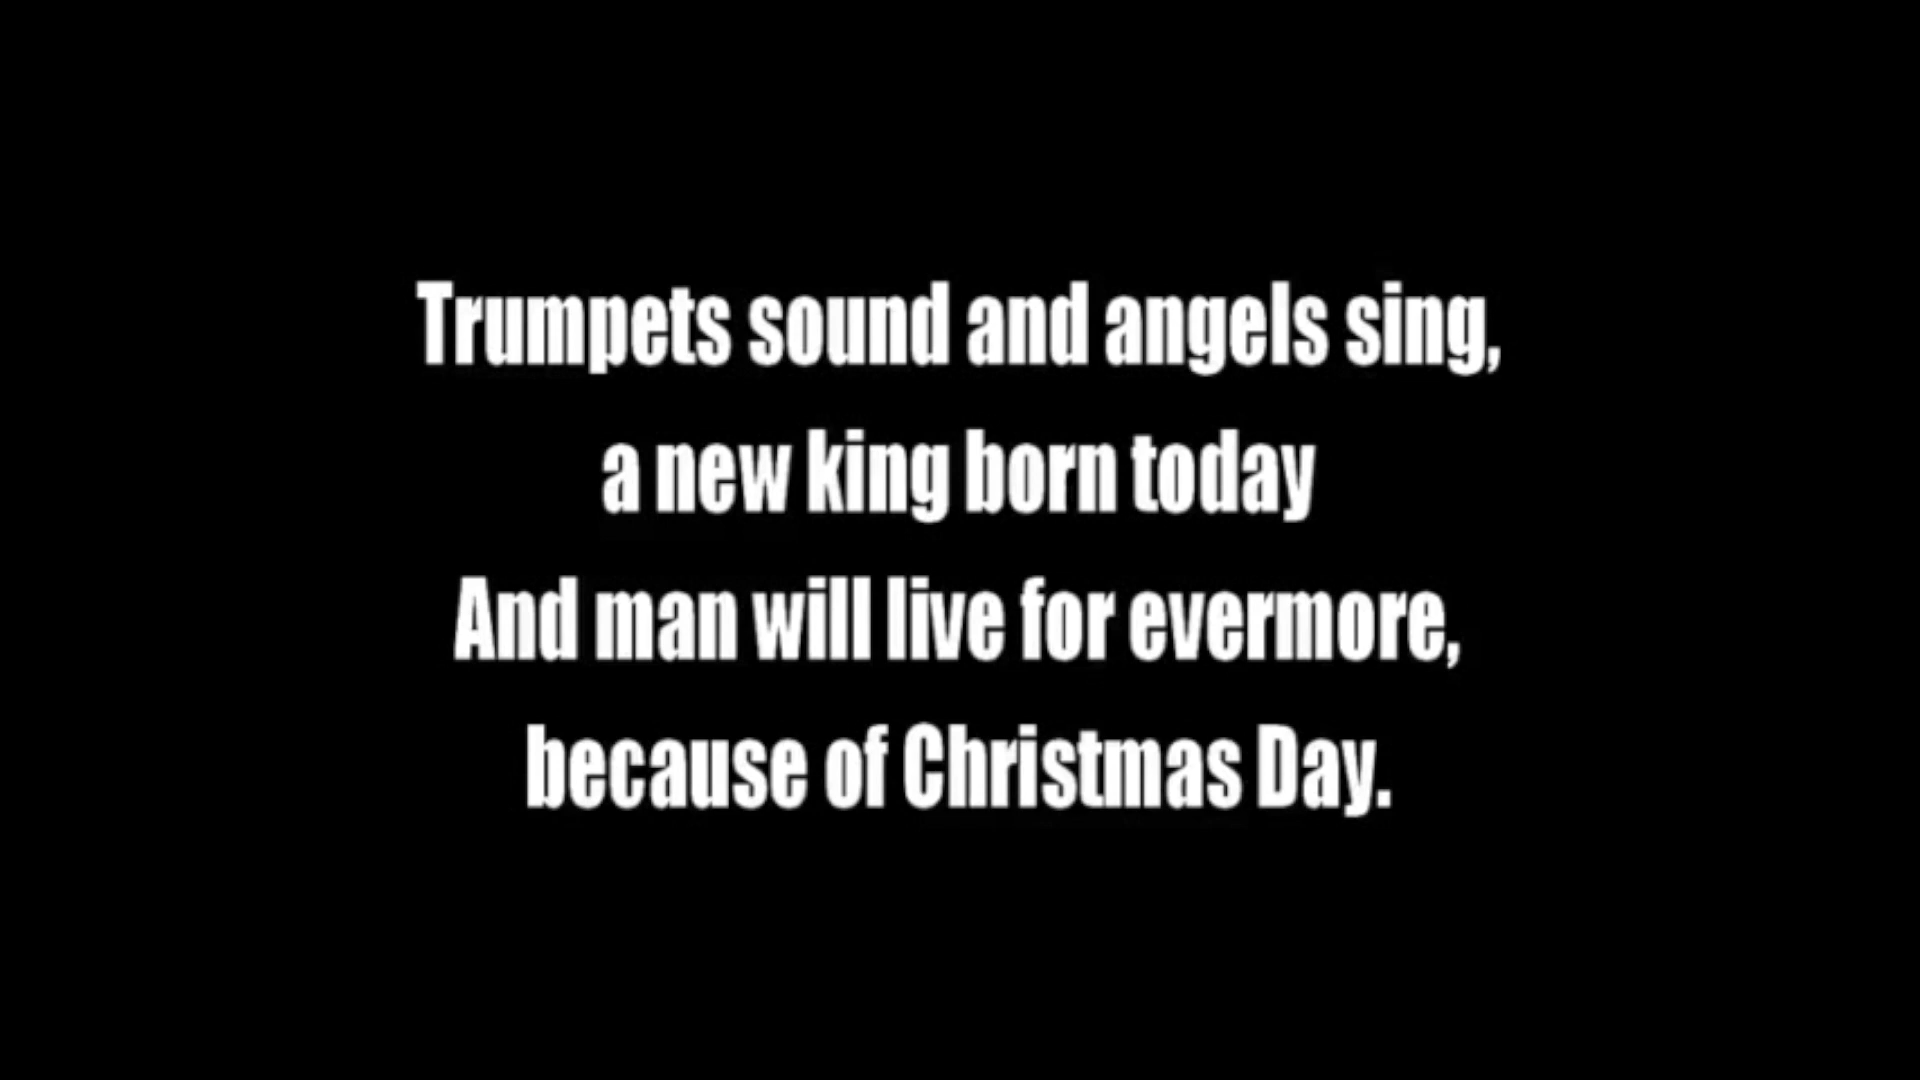 Trumpets sound and angels sing,
a new king born today
And man will live for evermore,
because of Christmas Day.